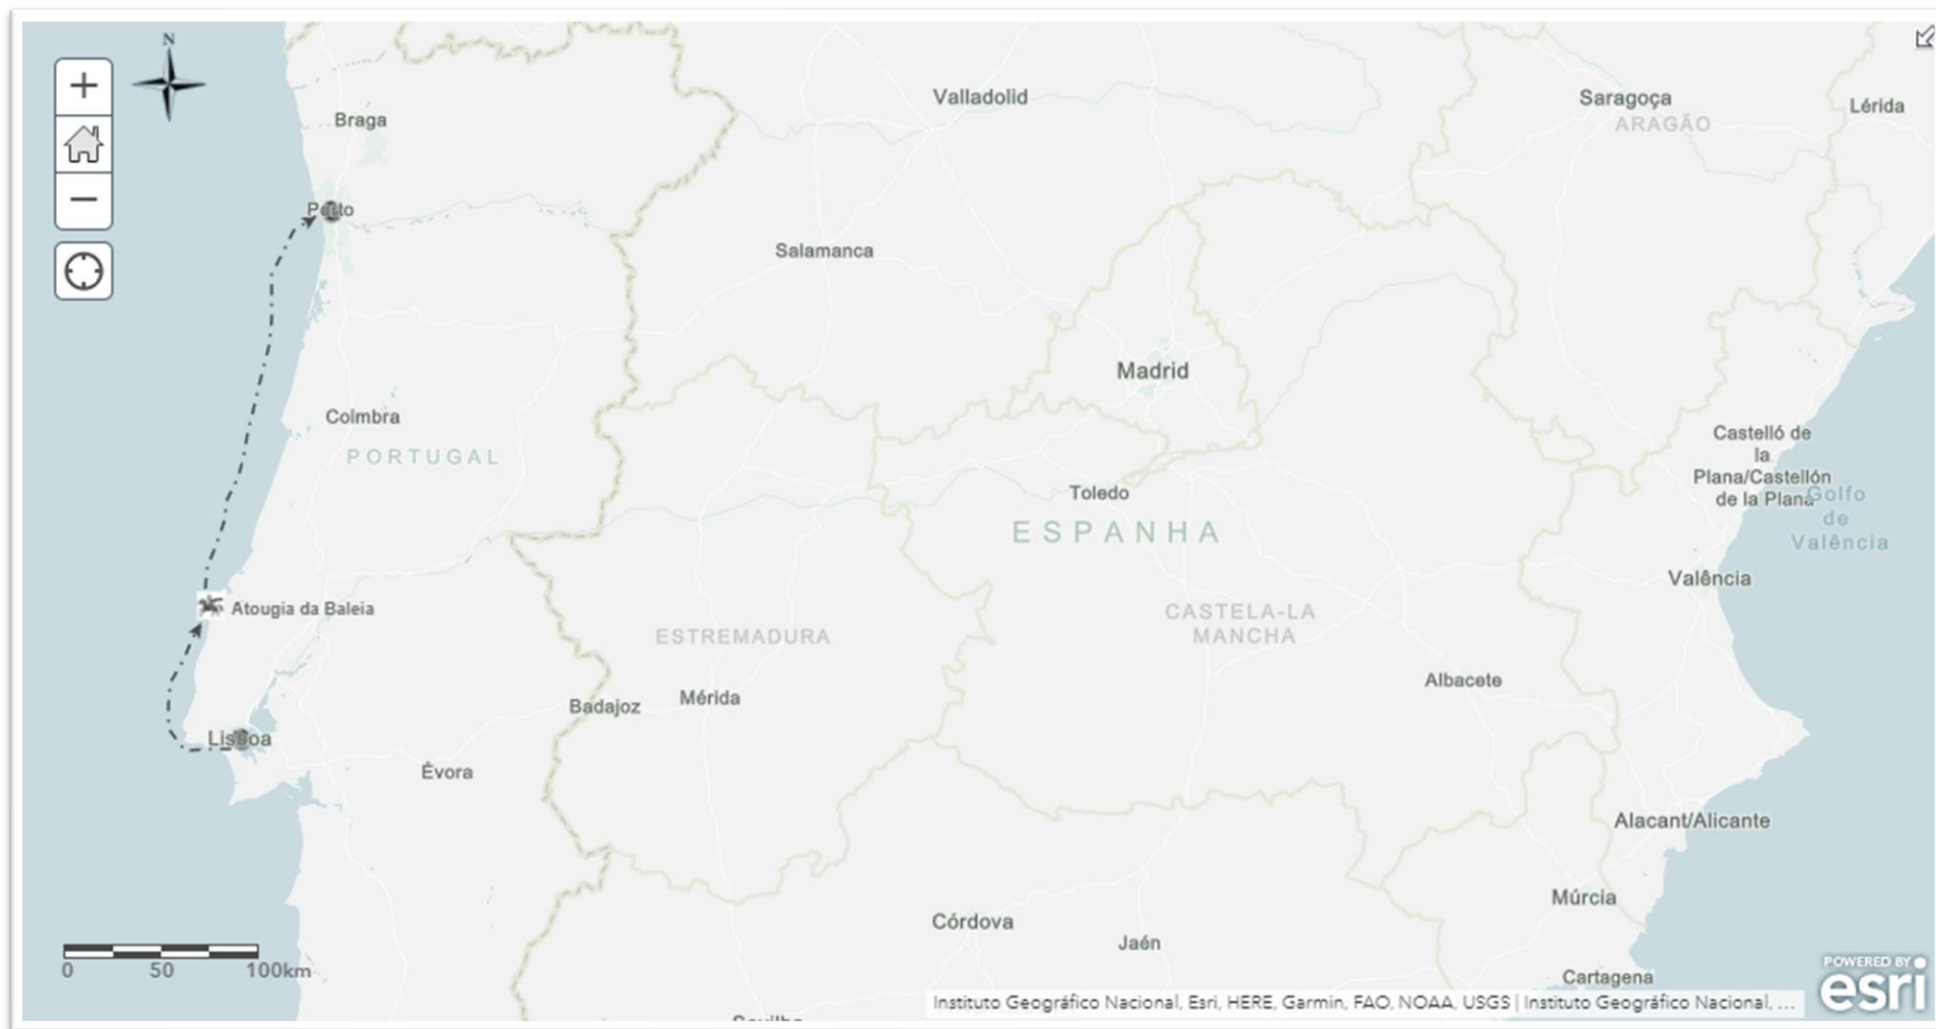 N
+
−
Valladolid
Saragoça
ARAGÃO
Lérida
Braga
Porto
Salamanca
Madrid
Coimbra
PORTUGAL
Castelló de
la
Plana/Castellón
de la Plana
Golfo
de
Valência
Toledo
ESPANHA
Valência
Atougia da Baleia
ESTREMADURA
CASTELA-LA
MANCHA
Albacete
Badajoz
Mérida
Lisboa
Évora
Alacant/Alicante
Múrcia
Córdova
Jaén
0 50 100km
Cartagena
POWERED BY
esri
Instituto Geográfico Nacional, Esri, HERE, Garmin, FAO, NOAA, USGS | Instituto Geográfico Nacional, ...